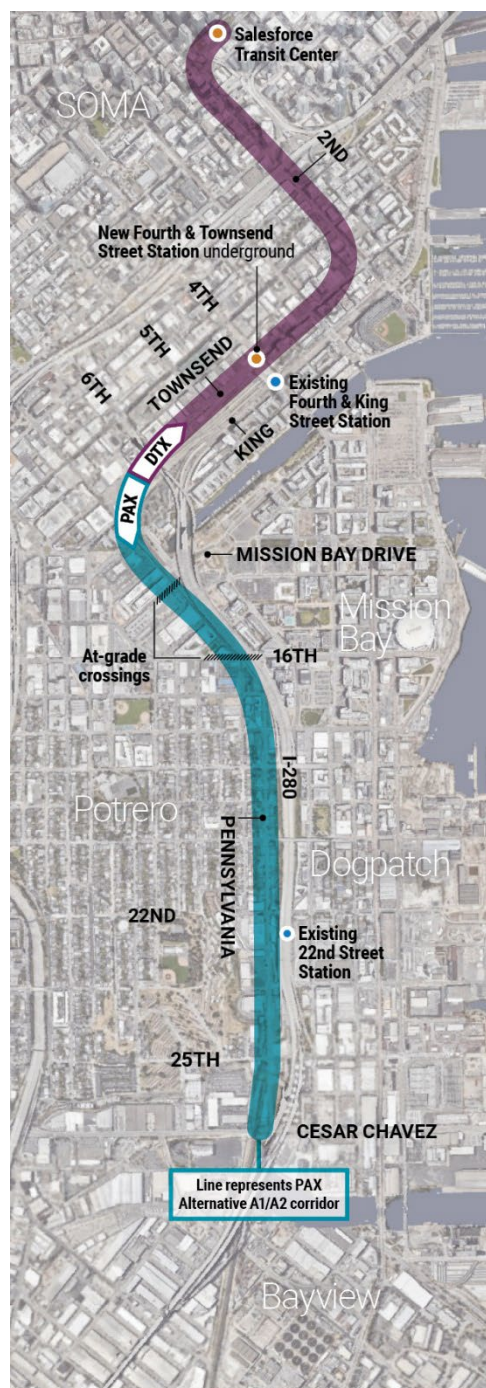 Salesforce
Transit Center
SOMA
2ND
New Fourth & Townsend
Street Station underground
4TH
5TH
6TH
TOWNSEND
Existing
Fourth & King
Street Station
KING
DTX
PAX
MISSION BAY DRIVE
Mission
Bay
At-grade
crossings
16TH
I-280
Potrero
PENNSYLVANIA
Dogpatch
22ND
Existing
22nd Street
Station
25TH
CESAR CHAVEZ
Line represents PAX
Alternative A1/A2 corridor
Bayview